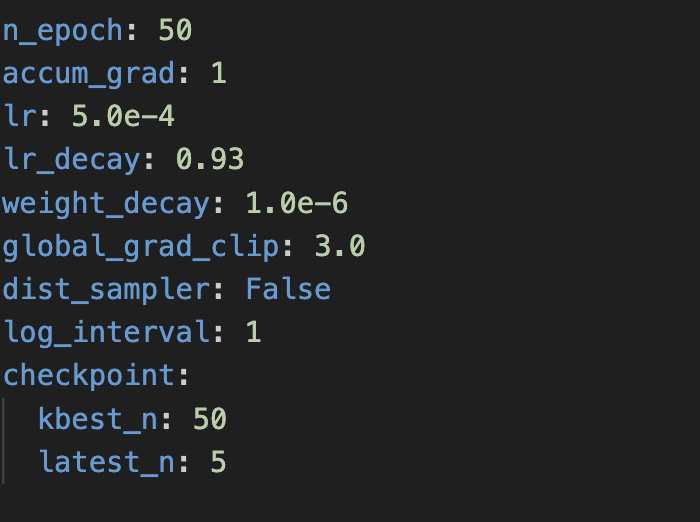 n_epoch: 50
accum_grad: 1
lr: 5.0e-4
lr_decay: 0.93
weight_decay: 1.0e-6
global_grad_clip: 3.0
dist_sampler: False
log_interval: 1
checkpoint:
  kbest_n: 50
  latest_n: 5